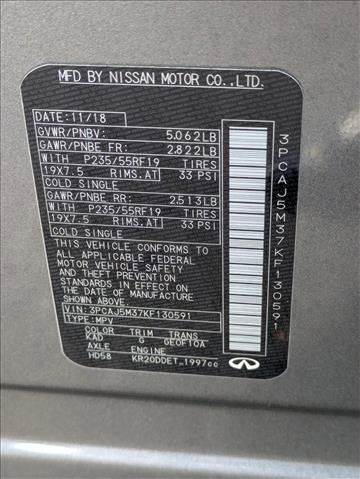 MFD BY NISSAN MOTOR CO.,LTD.
DATE:11/18
GVWR/PNBV: 5.062LB
GAWR/PNBE FR: 2.822LB
WITH P235/55RF19 TIRES
19X7.5 RIMS.AT 33 PSI
COLD SINGLE
GAWR/PNBE RR: 2.513LB
WITH P235/55RF19 TIRES
19X7.5 RIMS.AT 33 PSI
COLD SINGLE
THIS VEHICLE CONFORMS TO
ALL APPLICABLE FEDERAL
MOTOR VEHICLE SAFETY
AND THEFT PREVENTION
STANDARDS IN EFFECT ON
THE DATE OF MANUFACTURE
SHOWN ABOVE.
VIN:3PCAJ5M37KF130591
TYPE:MPV
COLOR TRIM TRANS
KAD G GE0F10A
AXLE ENGINE
HD58 KR20DDET_1997cc
3PCAJ5M37KF130591